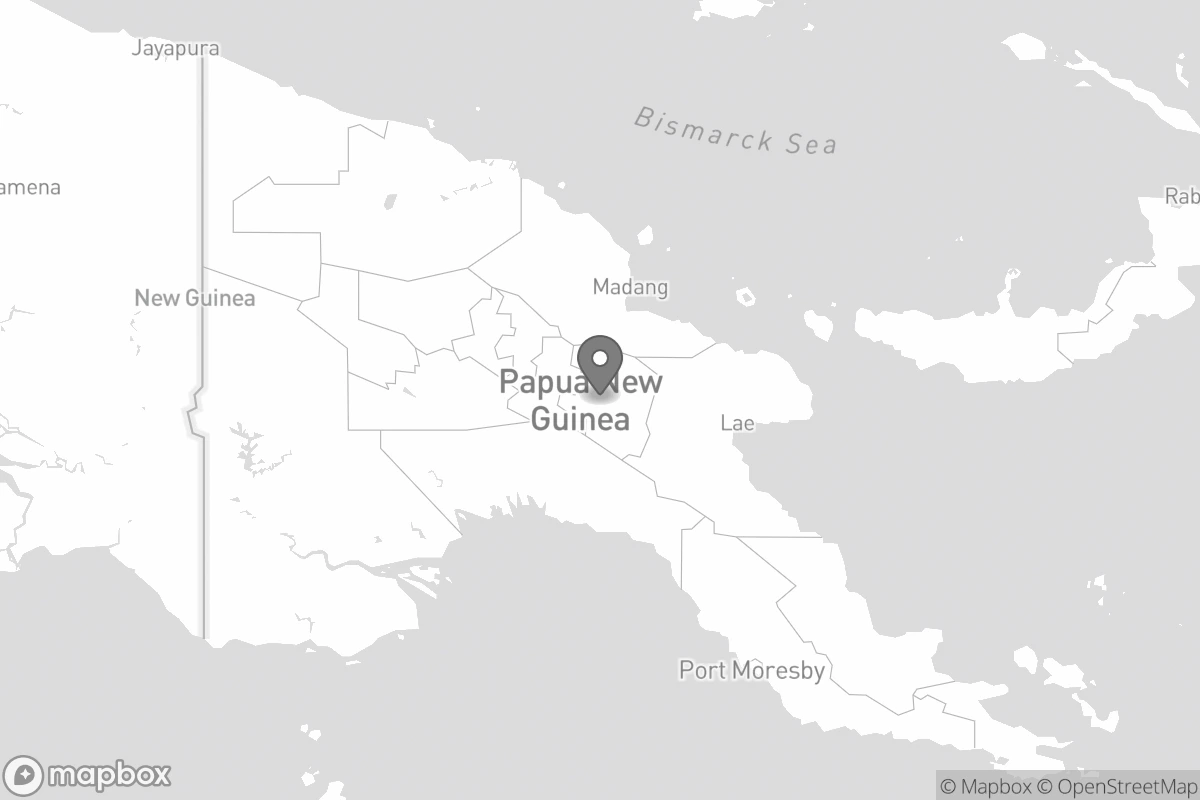 Jayapura
Bismarck Sea
amena
Rab
Madang
New Guinea
Papua New
Guinea
Lae
Port Moresby
mapbox
© Mapbox © OpenStreetMap